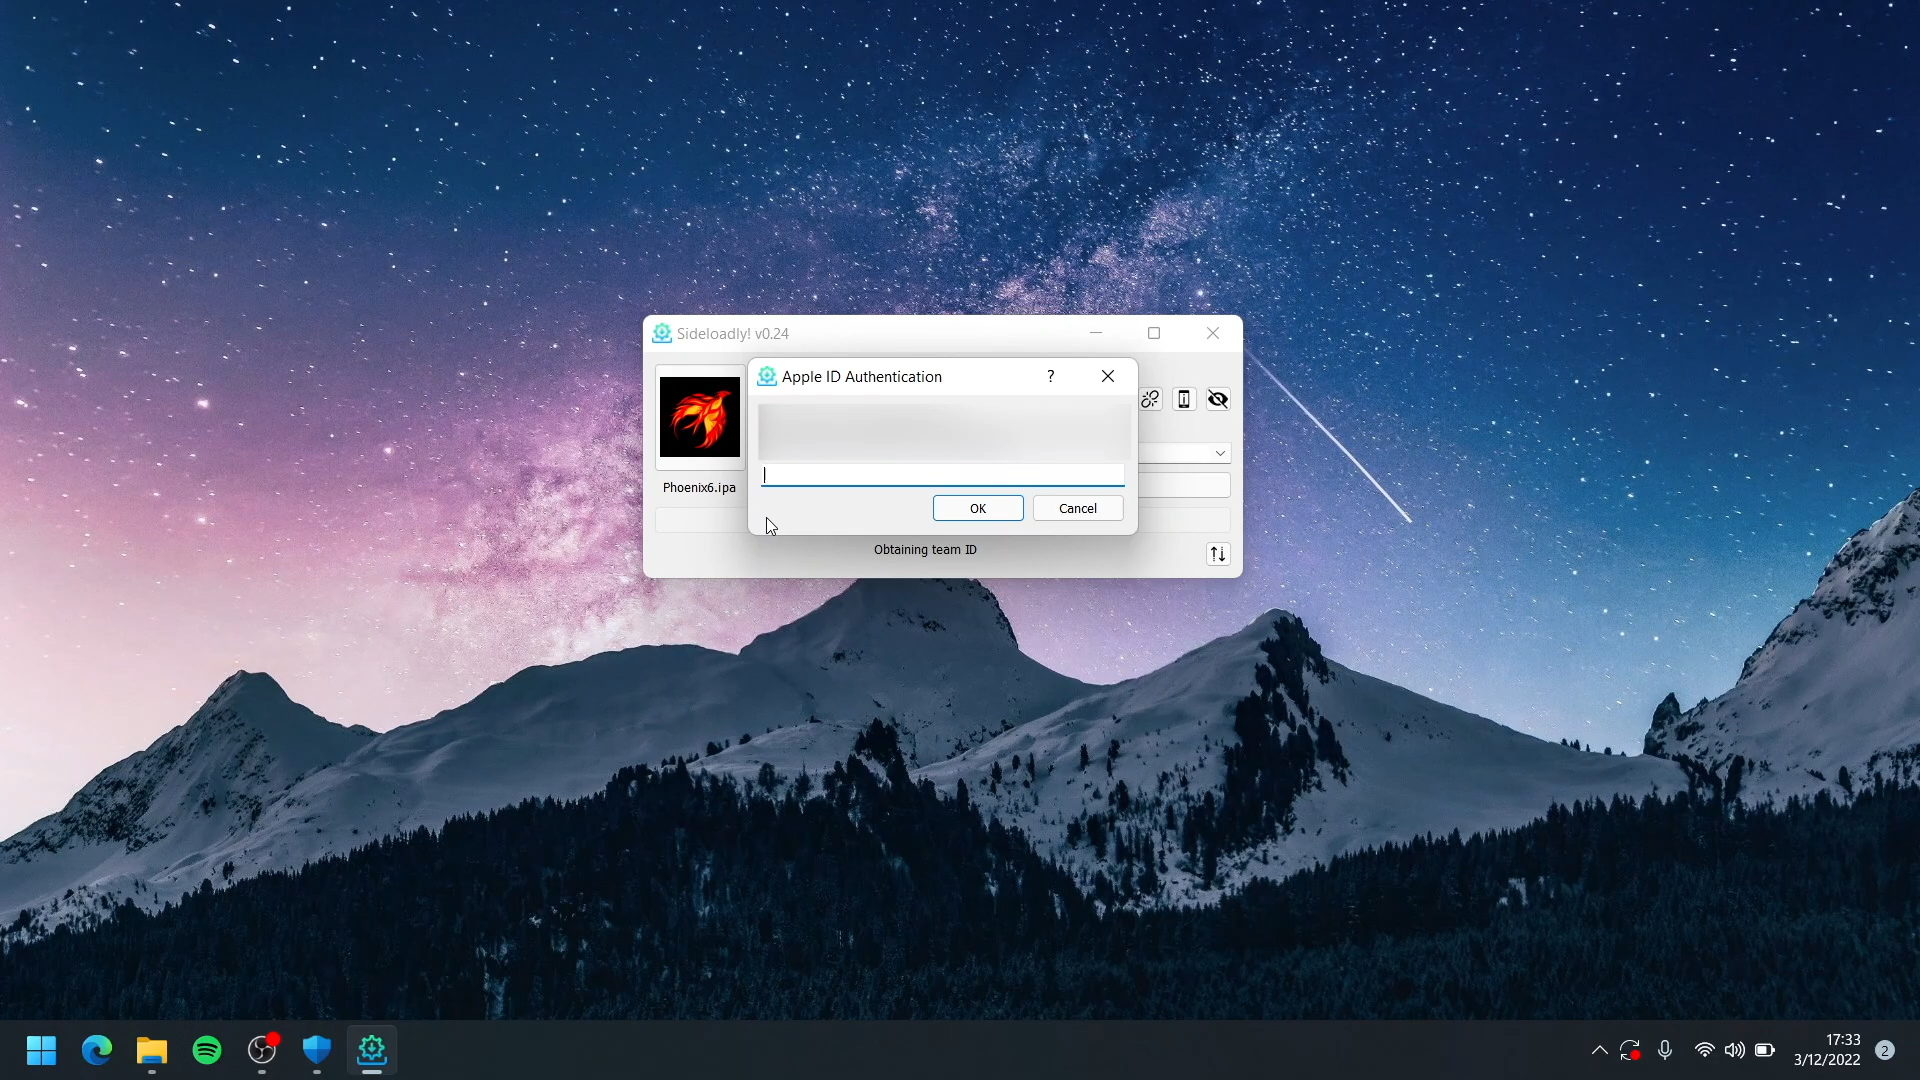 Sideloadly! v0.24
Apple ID Authentication
?
Phoenix6.ipa
OK
Cancel
Obtaining team ID
17:33
3/12/2022
2